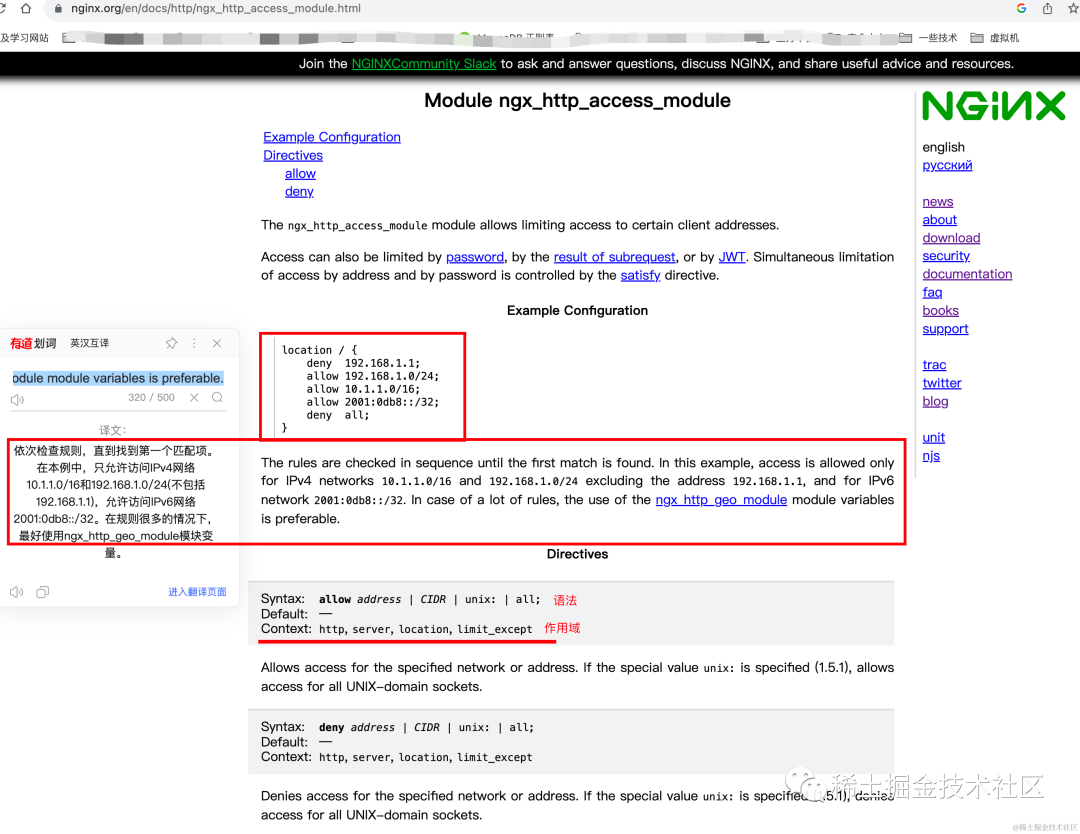 nginx.org/en/docs/http/ngx_http_access_module.html
及学习网站
一些技术
虚拟机
Join the NGINXCommunity Slack to ask and answer questions, discuss NGINX, and share useful advice and resources.
Module ngx_http_access_module
NGINX
english
русский
news
about
download
security
documentation
faq
books
support
trac
twitter
blog
unit
njs
Example Configuration
Directives
allow
deny
The ngx_http_access_module module allows limiting access to certain client addresses.
Access can also be limited by password, by the result of subrequest, or by JWT. Simultaneous limitation
of access by address and by password is controlled by the satisfy directive.
Example Configuration
location / {
deny 192.168.1.1;
allow 192.168.1.0/24;
allow 10.1.1.0/16;
allow 2001:0db8::/32;
deny all;
}
有道划词 英汉互译
odule module variables is preferable.
320 / 500
译文:
依次检查规则，直到找到第一个匹配项。
在本例中，只允许访问IPv4网络
10.1.1.0/16和192.168.1.0/24(不包括
192.168.1.1)，允许访问IPv6网络
2001:0db8::/32。在规则很多的情况下，
最好使用ngx_http_geo_module模块变
量。
进入翻译页面
The rules are checked in sequence until the first match is found. In this example, access is allowed only
for IPv4 networks 10.1.1.0/16 and 192.168.1.0/24 excluding the address 192.168.1.1, and for IPv6
network 2001:0db8::/32. In case of a lot of rules, the use of the ngx_http_geo_module module variables
is preferable.
Directives
Syntax: allow address | CIDR | unix: | all; 语法
Default: —
Context: http, server, location, limit_except 作用域
Allows access for the specified network or address. If the special value unix: is specified (1.5.1), allows
access for all UNIX-domain sockets.
Syntax: deny address | CIDR | unix: | all;
Default: —
Context: http, server, location, limit_except
Denies access for the specified network or address. If the special value unix: is specified (1.5.1), denies
access for all UNIX-domain sockets.
稀土掘金技术社区
@稀土掘金技术社区